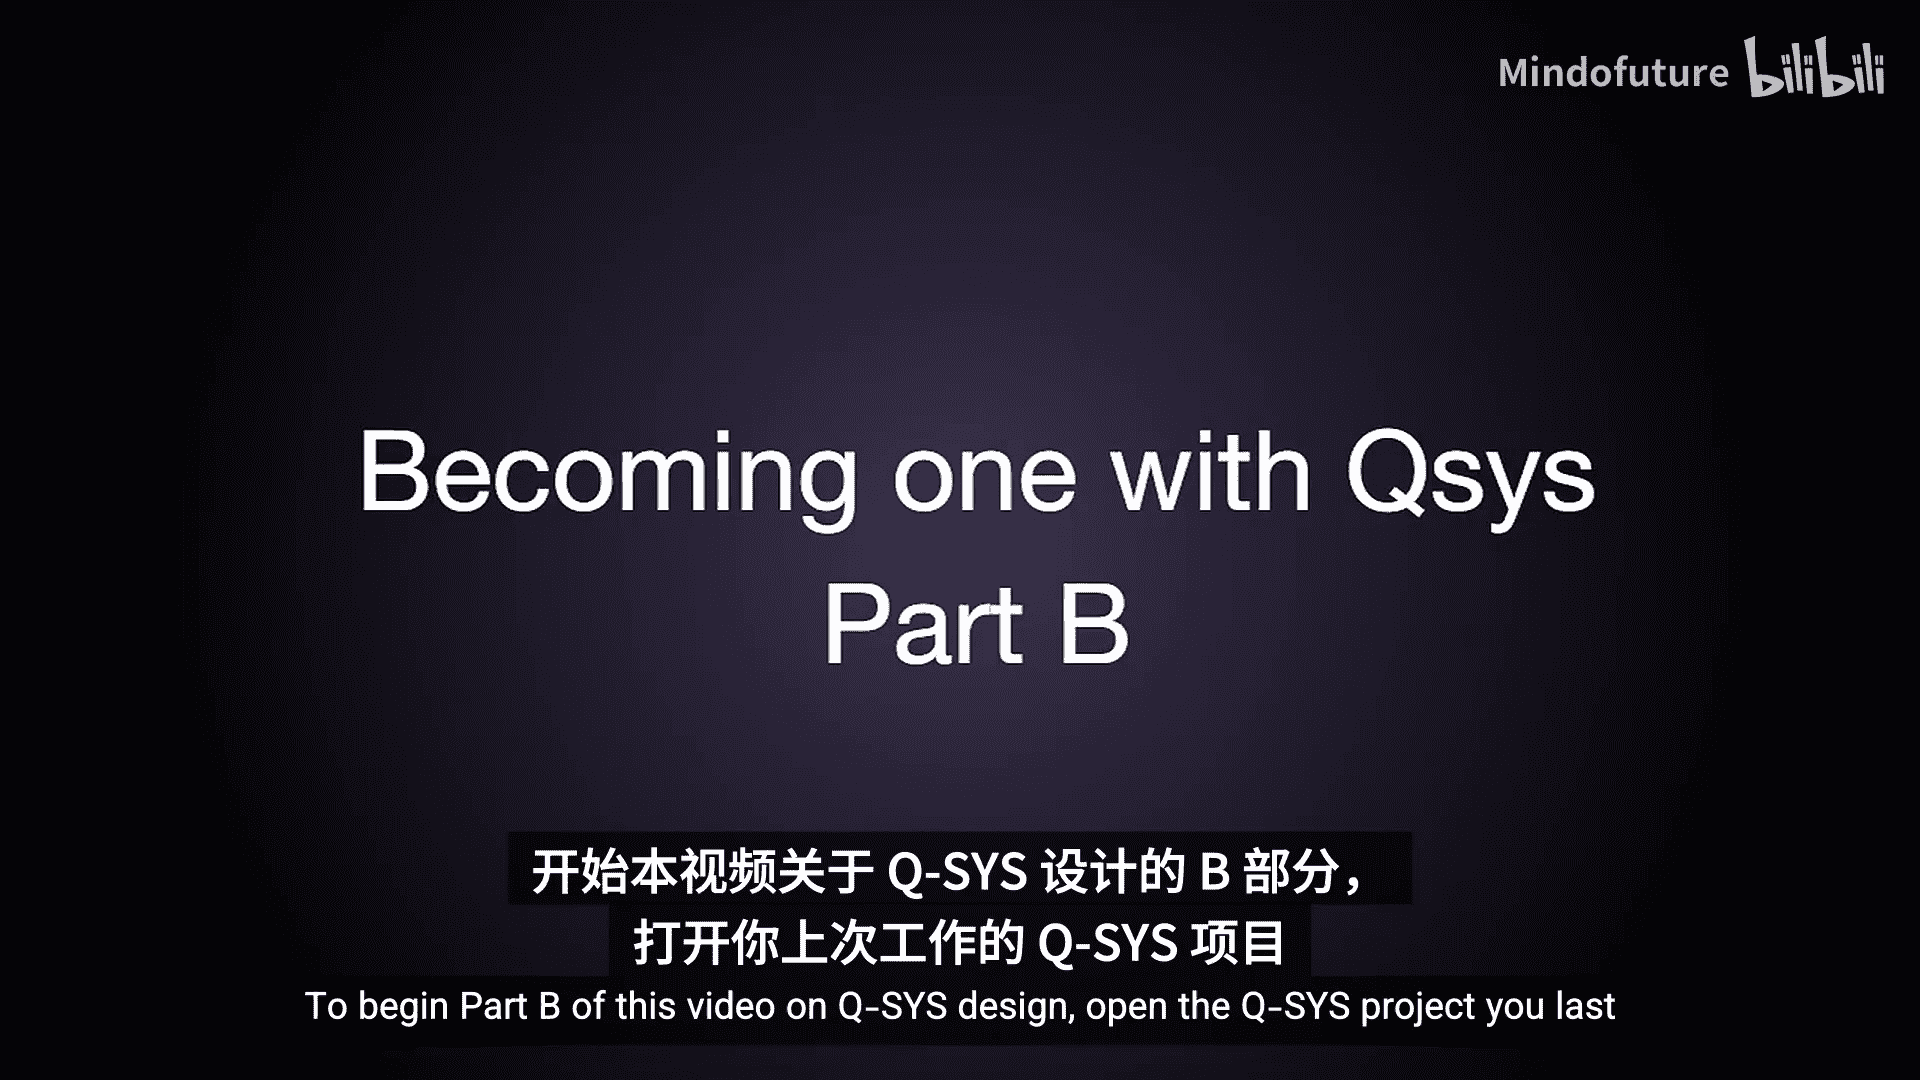 Mindofuture bilibili
Becoming one with Qsys
Part B
开始本视频关于 Q-SYS 设计的 B 部分，
打开你上次工作的 Q-SYS 项目
To begin Part B of this video on Q-SYS design, open the Q-SYS project you last